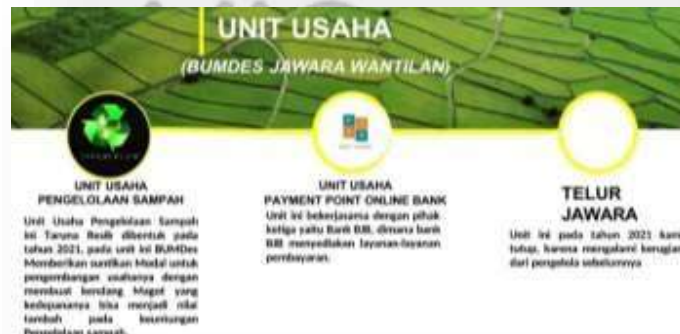 UNIT USAHA
(BUMDES JAWARA WANTILAN)
UNIT USAHA
PENGELOLAAN SAMPAH
Unit Usaha Pengelolaan Sampah
ini Taruna Resik dibentuk pada
tahun 2021, pada unit ini BUMDes
Memberikan suntikan Modal untuk
pengembangan usahanya dengan
membuat kandang Magot yang
kedepananya bisa menjadi nilai
tambah pada keuntungan
Pengelolaan sampah.
UNIT USAHA
PAYMENT POINT ONLINE BANK
Unit ini bekerjasama dengan pihak
ketiga yaitu Bank BJB, dimana bank
BJB menyediakan layanan-layanan
pembayaran.
TELUR
JAWARA
Unit ini pada tahun 2021 kami
tutup, karena mengalami kerugian
dari pengelola sebelumnya